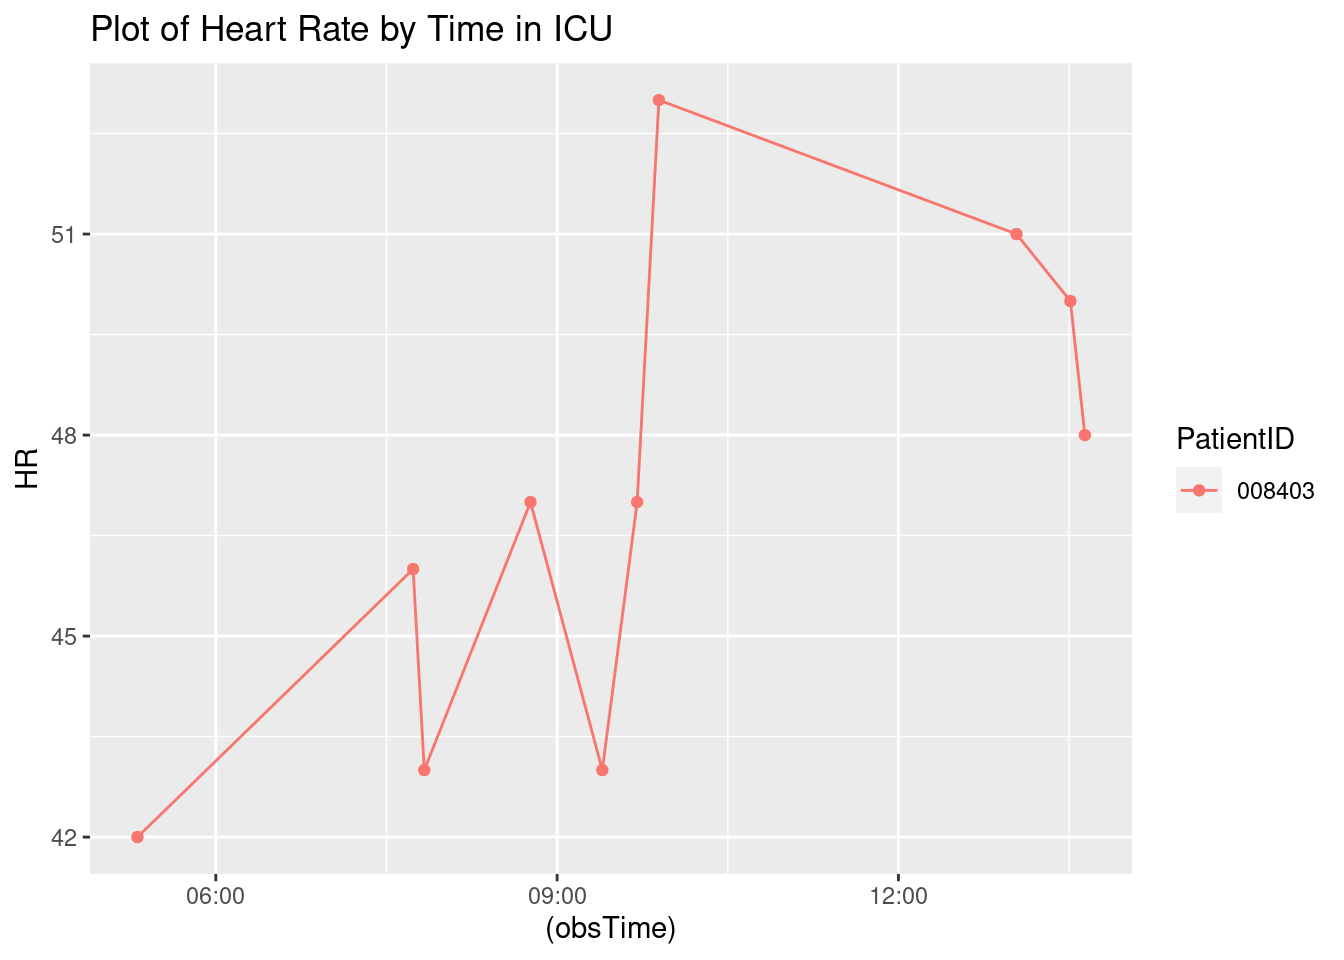 Plot of Heart Rate by Time in ICU
HR
51
48
45
42
06:00 09:00 12:00
(obsTime)
PatientID
008403